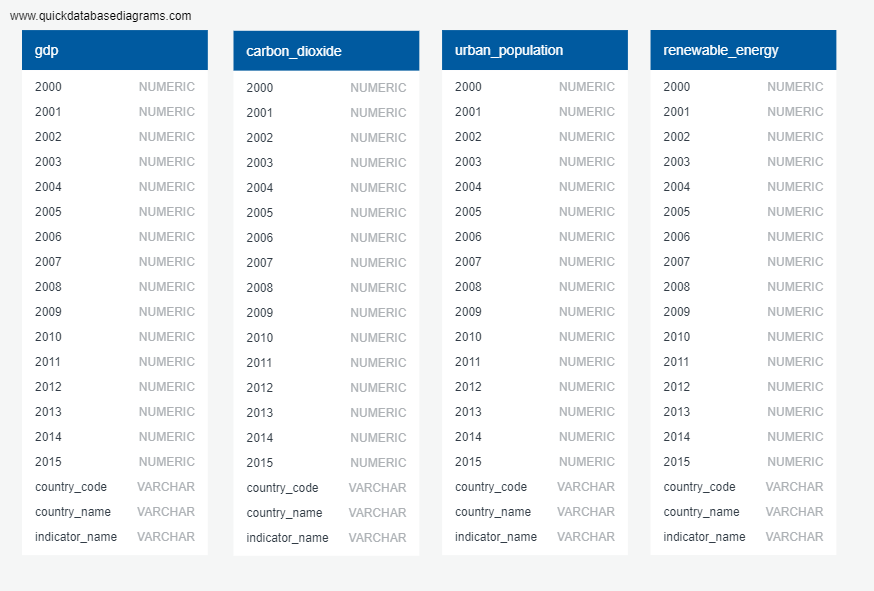 www.quickdatabasediagrams.com
gdp
2000 NUMERIC
2001 NUMERIC
2002 NUMERIC
2003 NUMERIC
2004 NUMERIC
2005 NUMERIC
2006 NUMERIC
2007 NUMERIC
2008 NUMERIC
2009 NUMERIC
2010 NUMERIC
2011 NUMERIC
2012 NUMERIC
2013 NUMERIC
2014 NUMERIC
2015 NUMERIC
country_code VARCHAR
country_name VARCHAR
indicator_name VARCHAR
carbon_dioxide
2000 NUMERIC
2001 NUMERIC
2002 NUMERIC
2003 NUMERIC
2004 NUMERIC
2005 NUMERIC
2006 NUMERIC
2007 NUMERIC
2008 NUMERIC
2009 NUMERIC
2010 NUMERIC
2011 NUMERIC
2012 NUMERIC
2013 NUMERIC
2014 NUMERIC
2015 NUMERIC
country_code VARCHAR
country_name VARCHAR
indicator_name VARCHAR
urban_population
2000 NUMERIC
2001 NUMERIC
2002 NUMERIC
2003 NUMERIC
2004 NUMERIC
2005 NUMERIC
2006 NUMERIC
2007 NUMERIC
2008 NUMERIC
2009 NUMERIC
2010 NUMERIC
2011 NUMERIC
2012 NUMERIC
2013 NUMERIC
2014 NUMERIC
2015 NUMERIC
country_code VARCHAR
country_name VARCHAR
indicator_name VARCHAR
renewable_energy
2000 NUMERIC
2001 NUMERIC
2002 NUMERIC
2003 NUMERIC
2004 NUMERIC
2005 NUMERIC
2006 NUMERIC
2007 NUMERIC
2008 NUMERIC
2009 NUMERIC
2010 NUMERIC
2011 NUMERIC
2012 NUMERIC
2013 NUMERIC
2014 NUMERIC
2015 NUMERIC
country_code VARCHAR
country_name VARCHAR
indicator_name VARCHAR